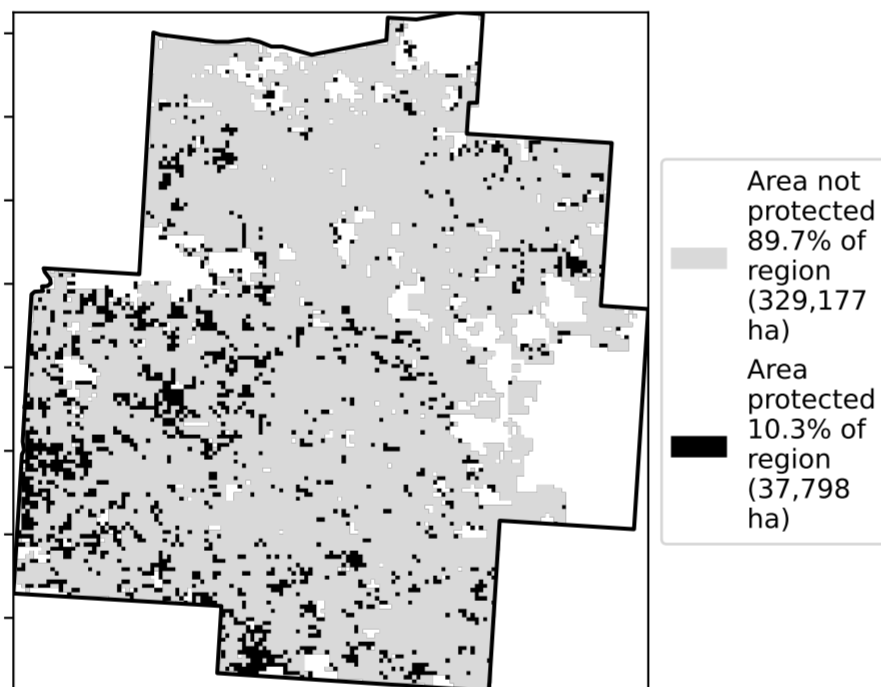 Area not
protected
89.7% of
region
(329,177
ha)
Area
protected
10.3% of
region
(37,798
ha)